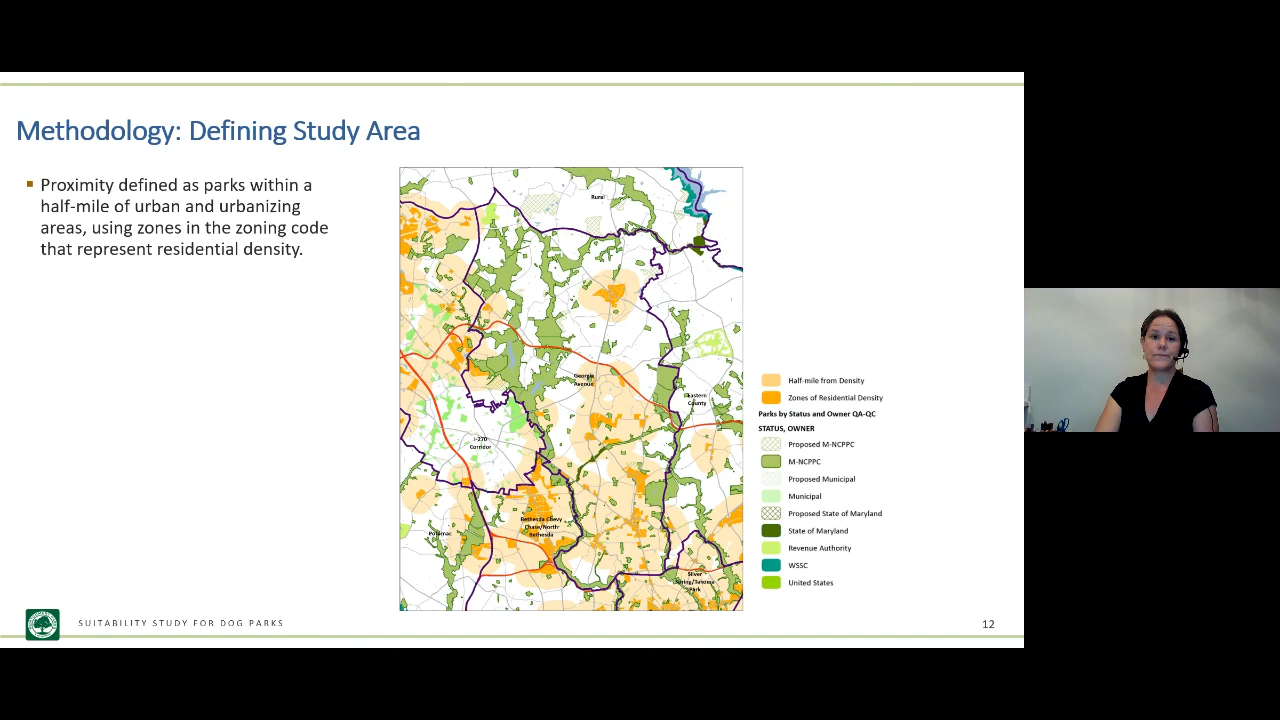 Methodology: Defining Study Area
Proximity defined as parks within a
half-mile of urban and urbanizing
areas, using zones in the zoning code
that represent residential density.
Rural
Georgia
Avenue
Eastern
County
I-270
Corridor
Bethesda Chevy
Chase/North
Bethesda
Potomac
Silver
Spring/Takoma
Park
Half-mile from Density
Zones of Residential Density
Parks by Status and Owner QA-QC
STATUS, OWNER
Proposed M-NCPPC
M-NCPPC
Proposed Municipal
Municipal
Proposed State of Maryland
State of Maryland
Revenue Authority
WSSC
United States
SUITABILITY STUDY FOR DOG PARKS
12